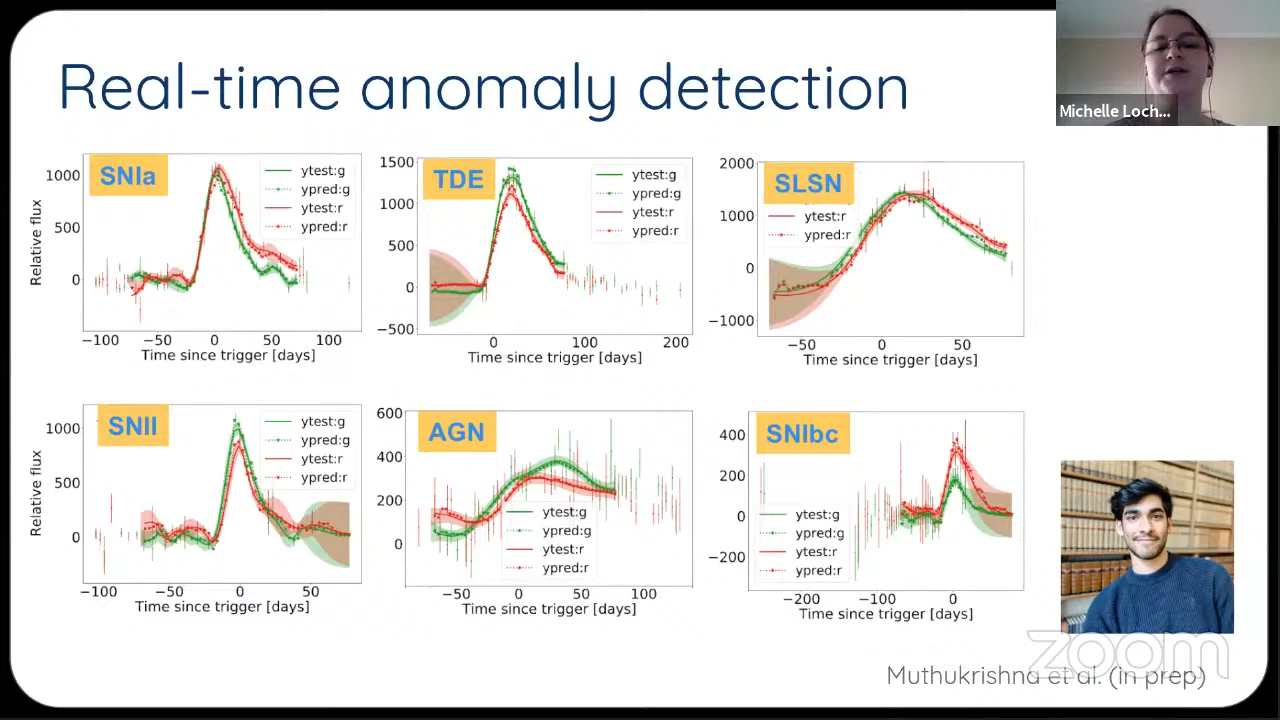 Real-time anomaly detection
Michelle Loch...
SNIa
ytest:g
ypred:g
ytest:r
ypred:r
1000
500
0
Relative flux
−100 −50 0 50 100
Time since trigger [days]
TDE
ytest:g
ypred:g
ytest:r
ypred:r
1500
1000
500
0
−500
0 100 200
Time since trigger [days]
SLSN
ytest:r
ypred:r
2000
1000
0
−1000
−50 0 50
Time since trigger [days]
SNII
ytest:g
ypred:g
ytest:r
ypred:r
1000
500
0
Relative flux
−100 −50 0 50
Time since trigger [days]
AGN
600
400
200
0
ytest:g
ypred:g
ytest:r
ypred:r
−50 0 50 100
Time since trigger [days]
SNIbc
400
200
0
−200
ytest:g
ypred:g
ytest:r
ypred:r
−200 −100 0
Time since trigger [days]
zoom
Muthukrishna et al. (in prep)